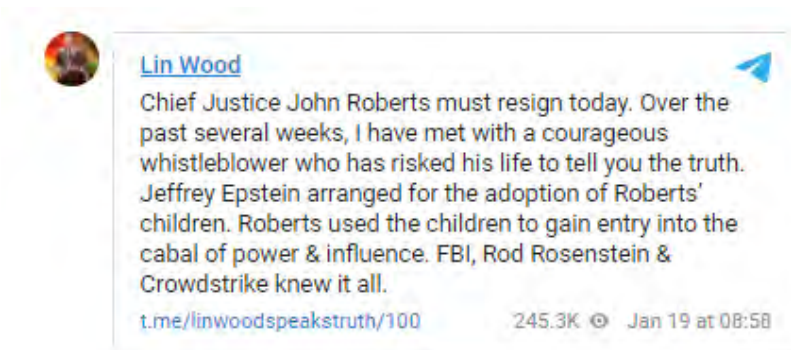 Lin Wood
Chief Justice John Roberts must resign today. Over the
past several weeks, I have met with a courageous
whistleblower who has risked his life to tell you the truth.
Jeffrey Epstein arranged for the adoption of Roberts'
children. Roberts used the children to gain entry into the
cabal of power & influence. FBI, Rod Rosenstein &
Crowdstrike knew it all.
t.me/linwoodspeakstruth/100 245.3K Jan 19 at 08:58